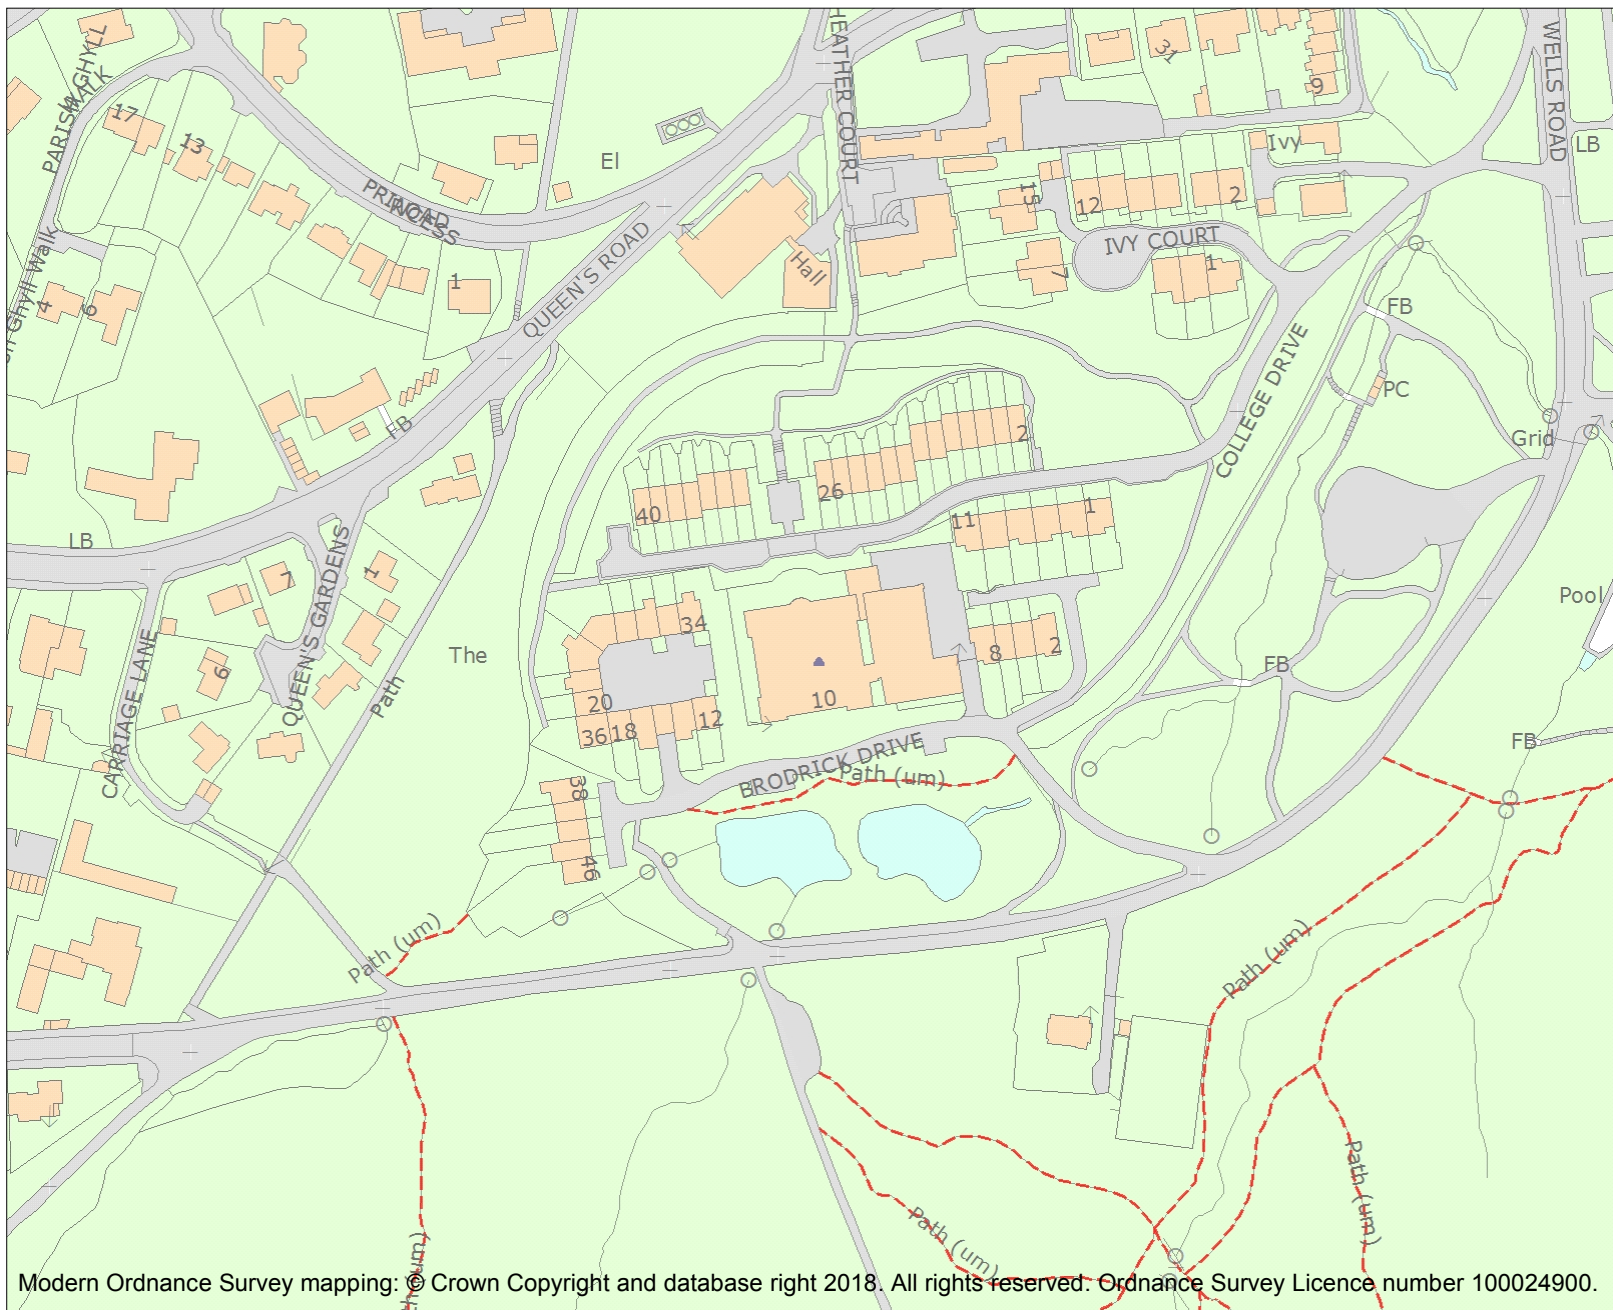 HEATHER COURT
WELLS ROAD
31
9
PARISH GHYLL
WALK
17
13
El
Ivy
LB
PRINCESS
ROAD
15
12
2
IVY COURT
Ghyll Walk
QUEEN'S ROAD
Hall
7
1
1
4
6
FB
COLLEGE DRIVE
PC
FB
2
Grid
26
40
11
1
LB
QUEEN'S GARDENS
7
1
Pool
34
The
8
2
CARRIAGE LANE
6
Path
10
FB
20
36
18
12
FB
BRODRICK DRIVE
Path (um)
38
46
Path (um)
Path (um)
Path (um)
Path (um)
Modern Ordnance Survey mapping: © Crown Copyright and database right 2018. All rights reserved. Ordnance Survey Licence number 100024900.